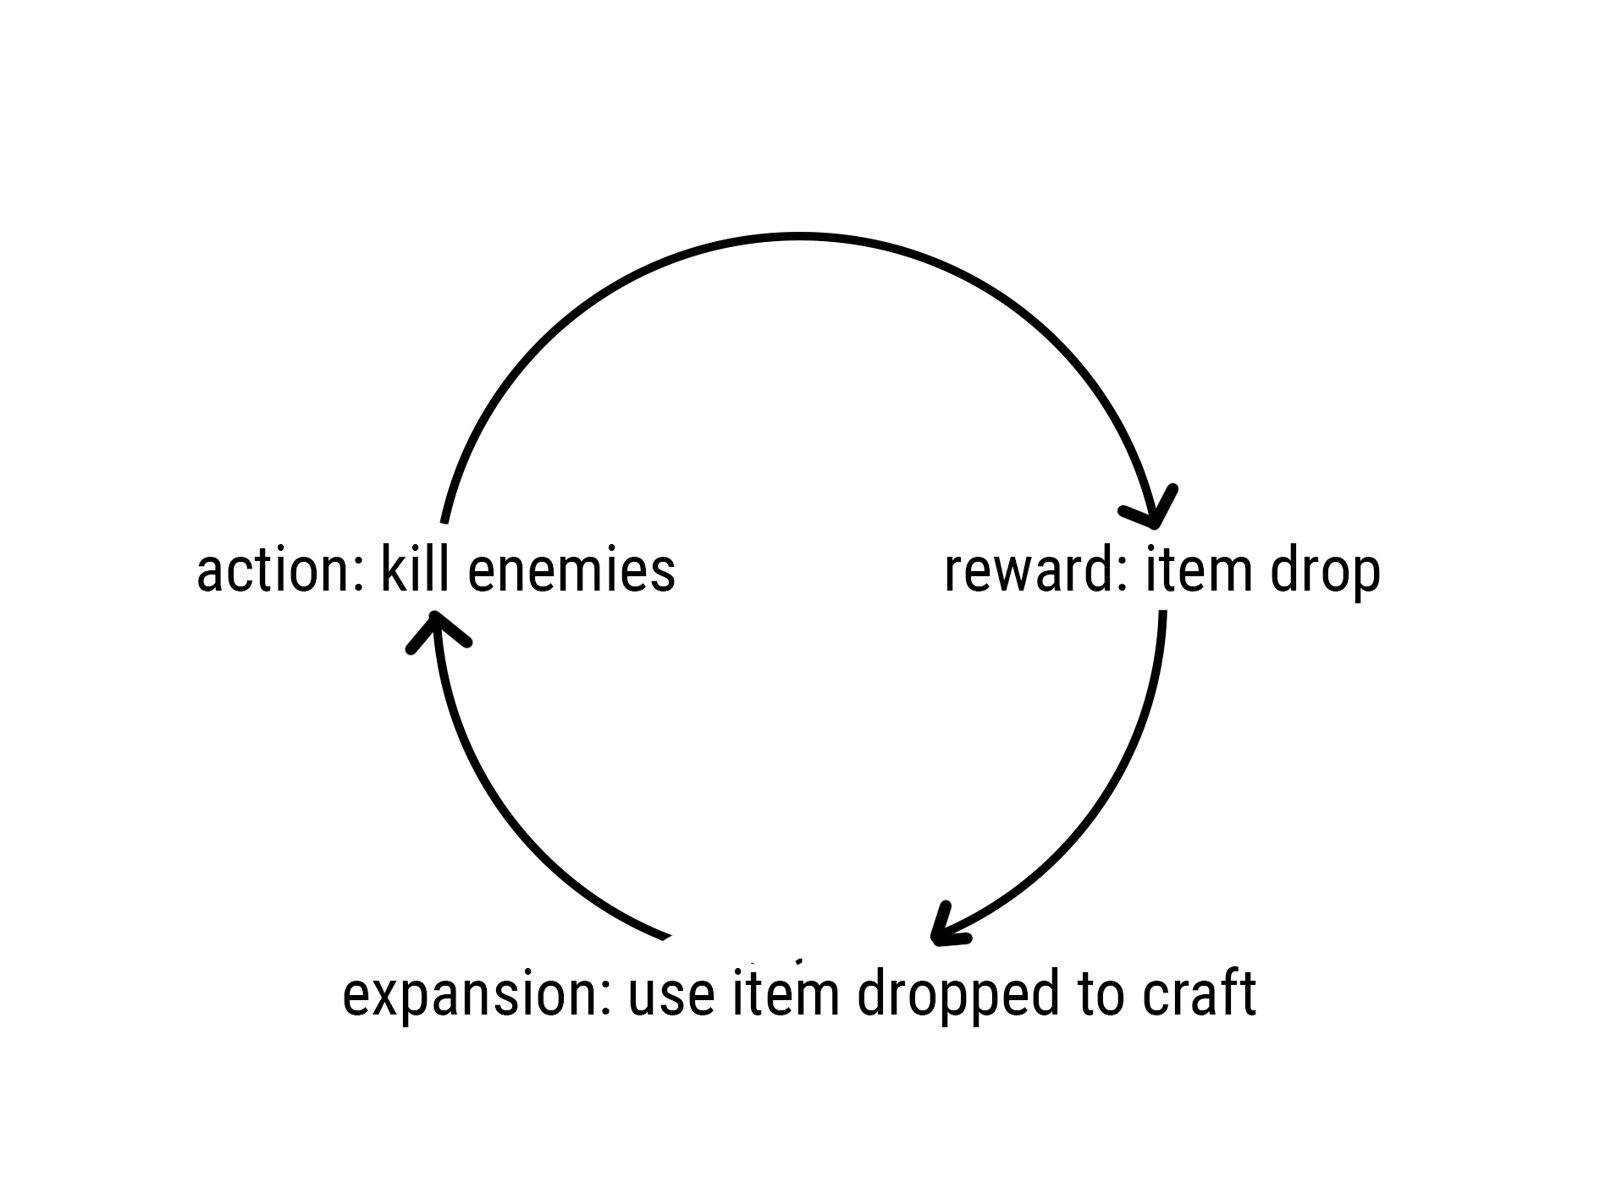 action: kill enemies
reward: item drop
expansion: use item dropped to craft